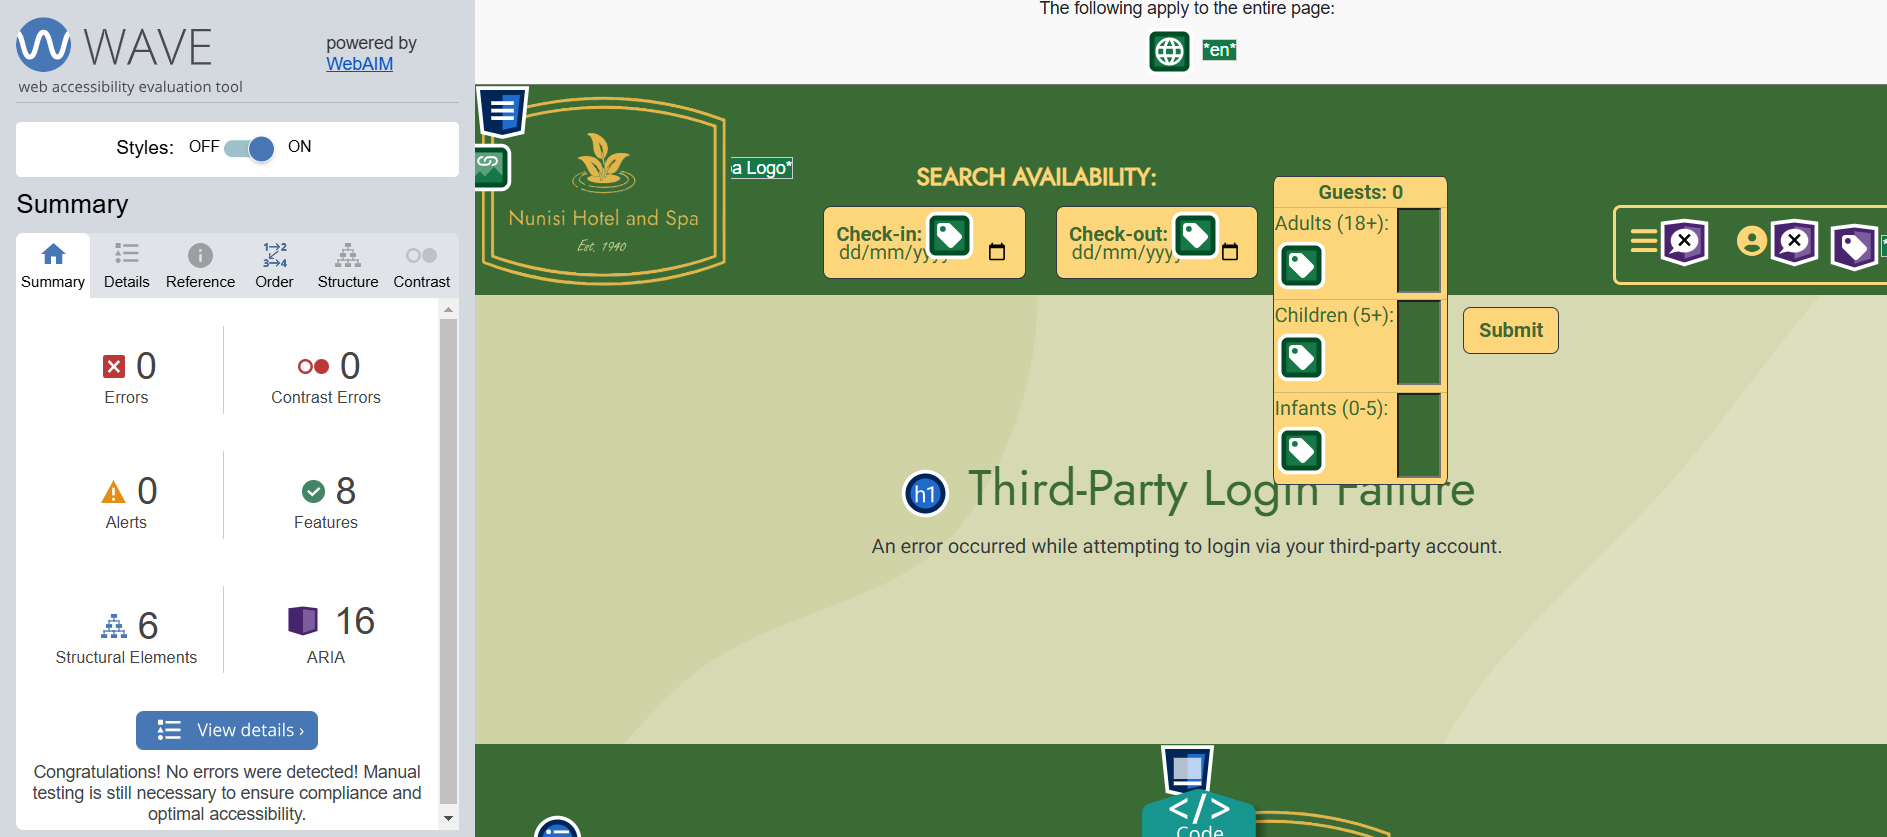 WAVE
web accessibility evaluation tool
powered by
WebAIM
Styles: OFF ON
Summary
Summary Details Reference Order Structure Contrast
0 Errors
0 Contrast Errors
0 Alerts
8 Features
6 Structural Elements
16 ARIA
View details ›
Congratulations! No errors were detected! Manual
testing is still necessary to ensure compliance and
optimal accessibility.
The following apply to the entire page:
*en*
Nunisi Hotel and Spa
Est. 1940
a Logo*
SEARCH AVAILABILITY:
Check-in:
dd/mm/yyyy
Check-out:
dd/mm/yyyy
Guests: 0
Adults (18+):
Children (5+):
Infants (0-5):
Submit
h1 Third-Party Login Failure
An error occurred while attempting to login via your third-party account.
</> Code